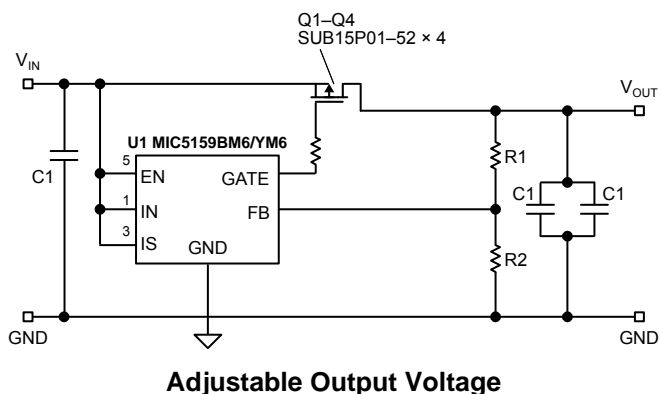 Q1–Q4
SUB15P01–52 × 4
VIN
VOUT
U1 MIC5159BM6/YM6
R1
C1
5
EN
GATE
C1
C1
1
IN
FB
3
IS
GND
R2
GND
GND
Adjustable Output Voltage